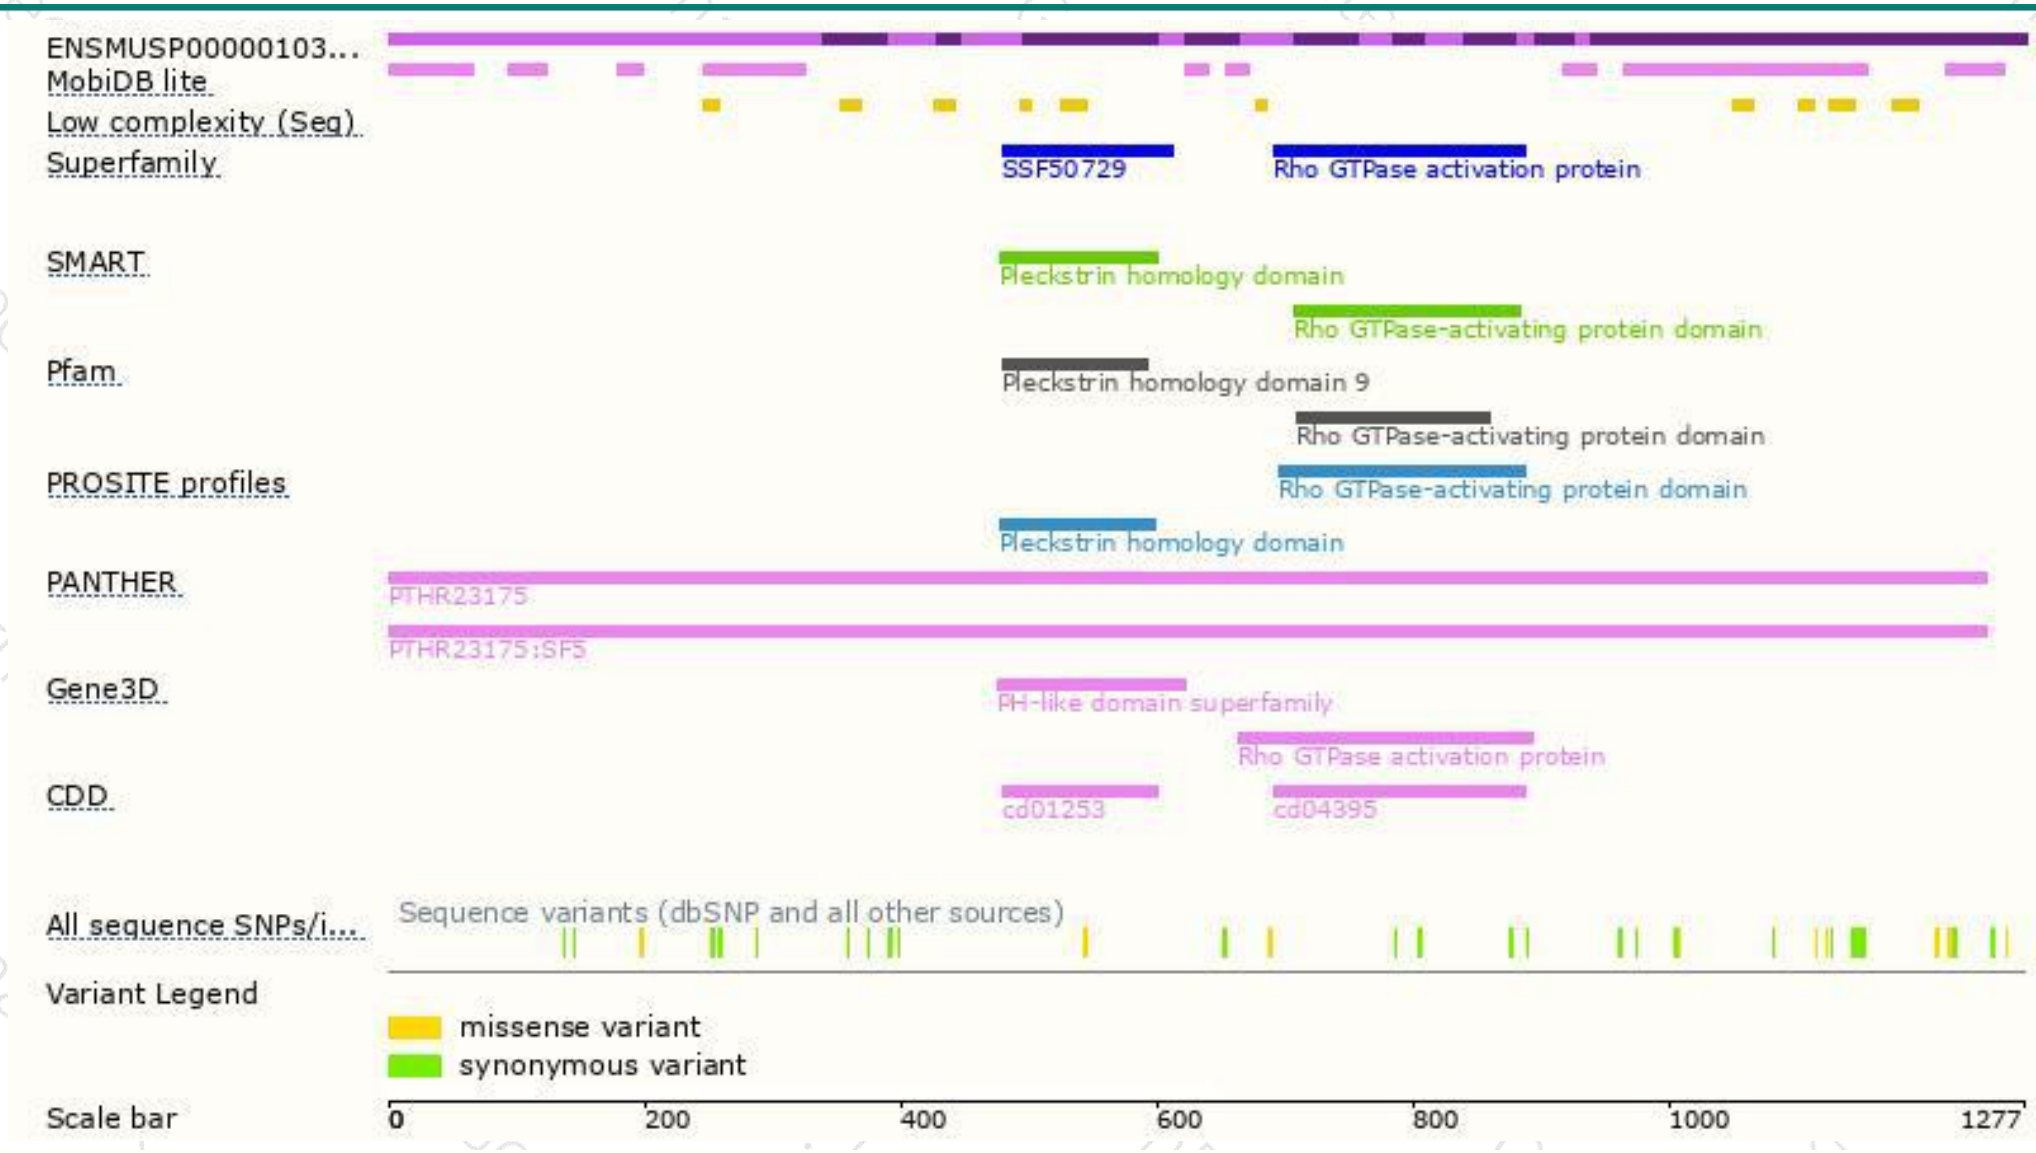 ENSMUSP00000103...
MobiDB lite
Low complexity (Seg)
Superfamily
SSF50729
Rho GTPase activation protein
SMART
Pleckstrin homology domain
Rho GTPase-activating protein domain
Pfam
Pleckstrin homology domain 9
Rho GTPase-activating protein domain
PROSITE profiles
Rho GTPase-activating protein domain
Pleckstrin homology domain
PANTHER
PTHR23175
PTHR23175:SF5
Gene3D
PH-like domain superfamily
Rho GTPase activation protein
CDD
cd01253
cd04395
All sequence SNPs/i...
Sequence variants (dbSNP and all other sources)
Variant Legend
missense variant
synonymous variant
Scale bar
0
200
400
600
800
1000
1277